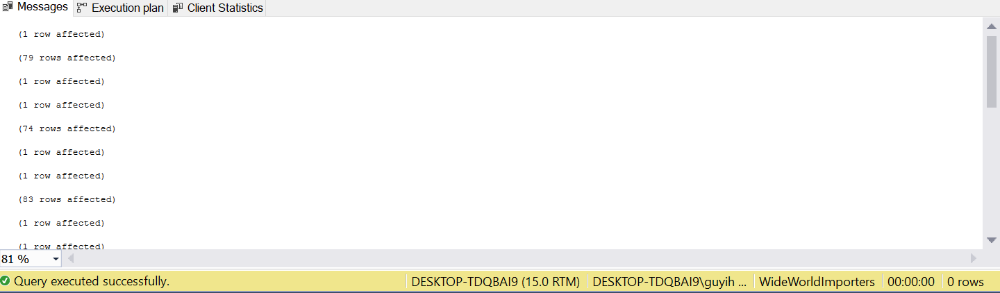 Messages Execution plan Client Statistics
(1 row affected)
(79 rows affected)
(1 row affected)
(1 row affected)
(74 rows affected)
(1 row affected)
(1 row affected)
(83 rows affected)
(1 row affected)
(1 row affected)
81 %
Query executed successfully. DESKTOP-TDQBAI9 (15.0 RTM) DESKTOP-TDQBAI9\guyih ... WideWorldImporters 00:00:00 0 rows